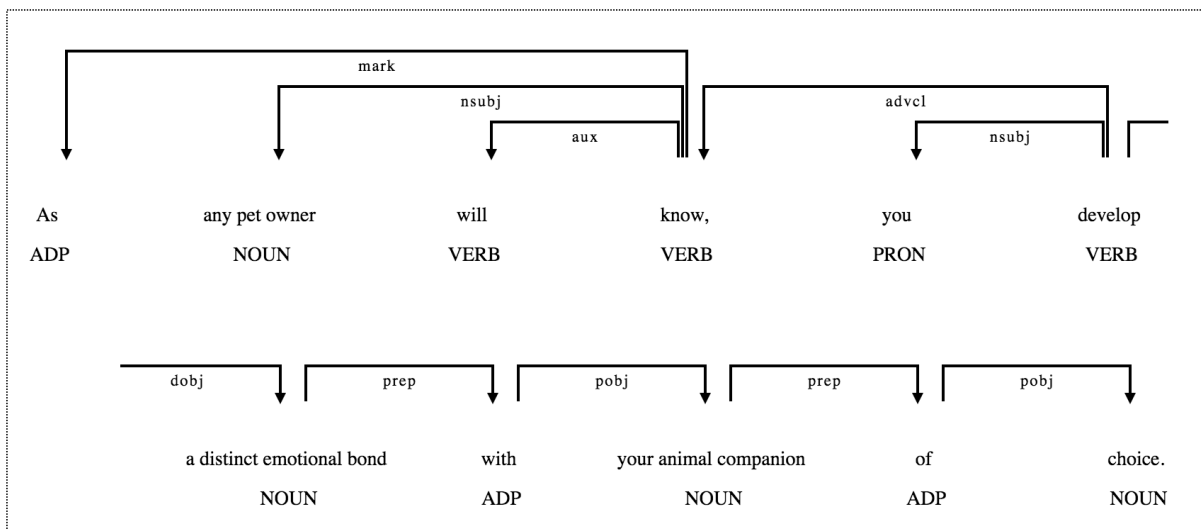 mark
nsubj advcl
aux nsubj
As any pet owner will know, you develop
ADP NOUN VERB VERB PRON VERB
dobj prep pobj prep pobj
a distinct emotional bond with your animal companion of choice.
NOUN ADP NOUN ADP NOUN